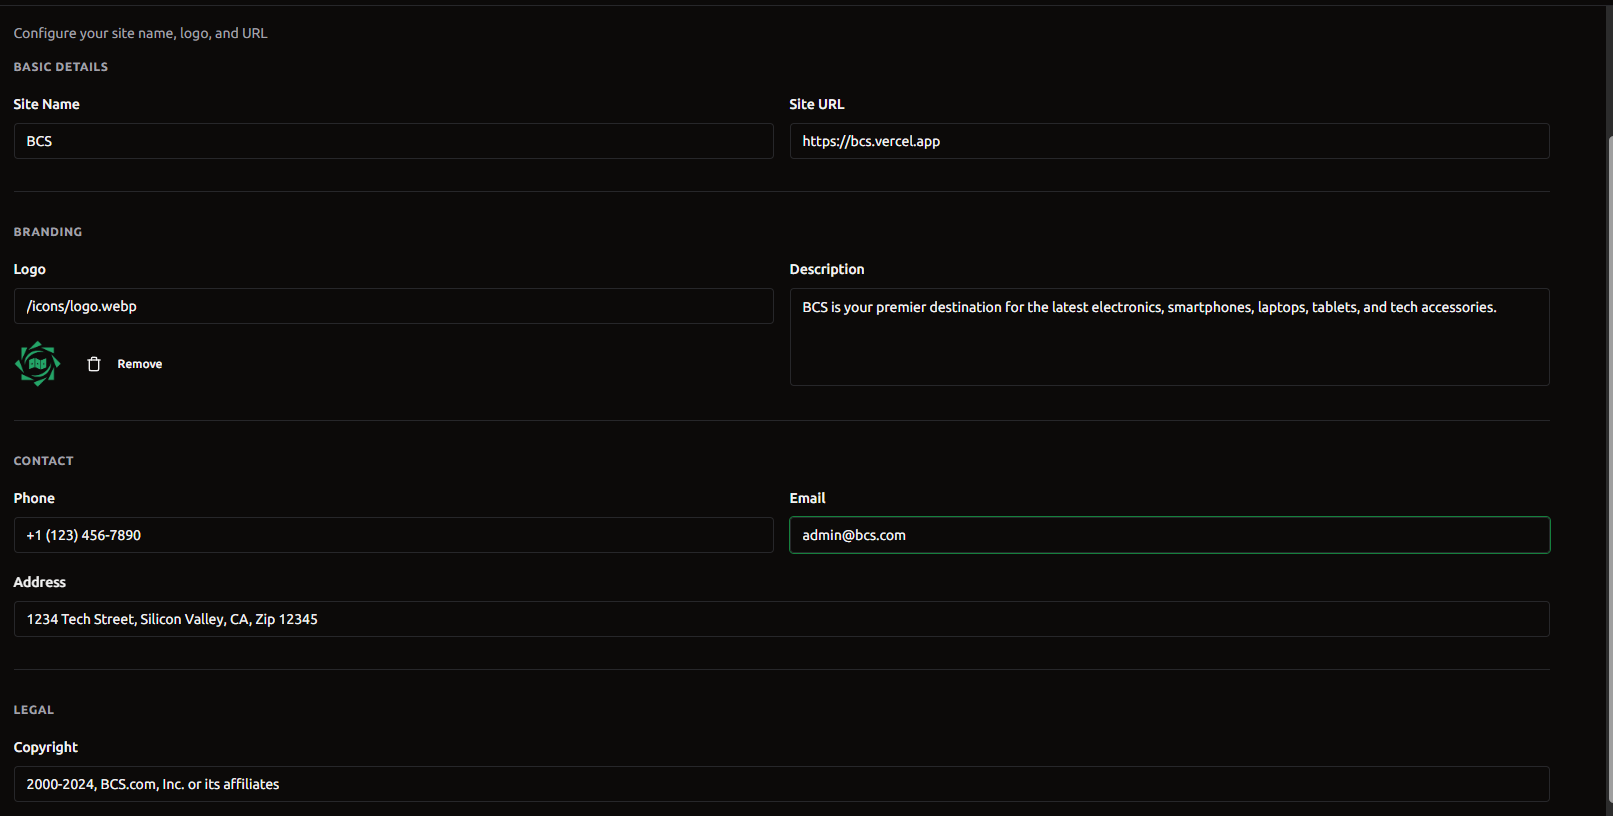 Configure your site name, logo, and URL
BASIC DETAILS
Site Name
BCS
Site URL
https://bcs.vercel.app
BRANDING
Logo
/icons/logo.webp
Remove
Description
BCS is your premier destination for the latest electronics, smartphones, laptops, tablets, and tech accessories.
CONTACT
Phone
+1 (123) 456-7890
Email
admin@bcs.com
Address
1234 Tech Street, Silicon Valley, CA, Zip 12345
LEGAL
Copyright
2000-2024, BCS.com, Inc. or its affiliates